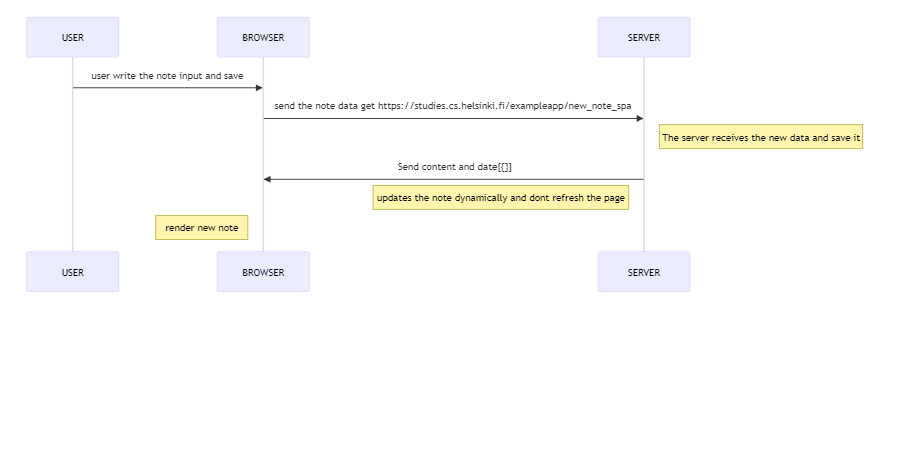 USER
BROWSER
SERVER
user write the note input and save
send the note data get https://studies.cs.helsinki.fi/exampleapp/new_note_spa
The server receives the new data and save it
Send content and date[{}]
updates the note dynamically and dont refresh the page
render new note
USER
BROWSER
SERVER